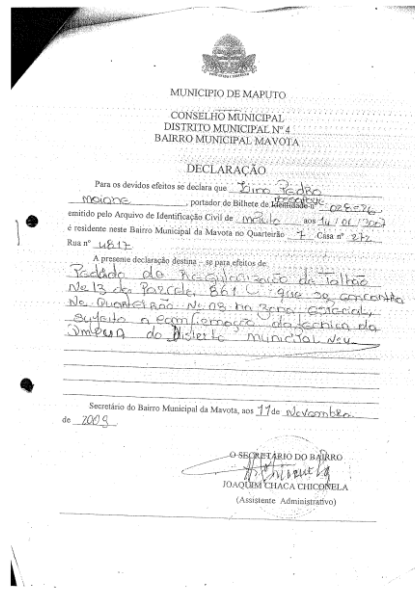 MUNICIPIO DE MAPUTO
CONSELHO MUNICIPAL
DISTRITO MUNICIPAL Nº 4
BAIRRO MUNICIPAL MAVOTA
DECLARAÇÃO
Para os devidos efeitos se declara que
, portador de Bilhete de Identidade nº
emitido pelo Arquivo de Identificação Civil de Maputo aos
é residente neste Bairro Municipal da Mavota no Quarteirão 7 Casa nº 272
Rua nº 4817
A presente declaração destina – se para efeitos de:
Pedido da Regularização da Talhão
Nº 13 da Parcela, 861 que se encontra
No Quarteirão Nº 08 na zona
Sujeito a confirmação da tecnica da
do Distrito municipal Nº4
Secretário do Bairro Municipal da Mavota, aos 11 de Novembro
de 2009
O SECRETÁRIO DO BAIRRO
JOAQUIM CHACA CHICONELA
(Assistente Administrativo)